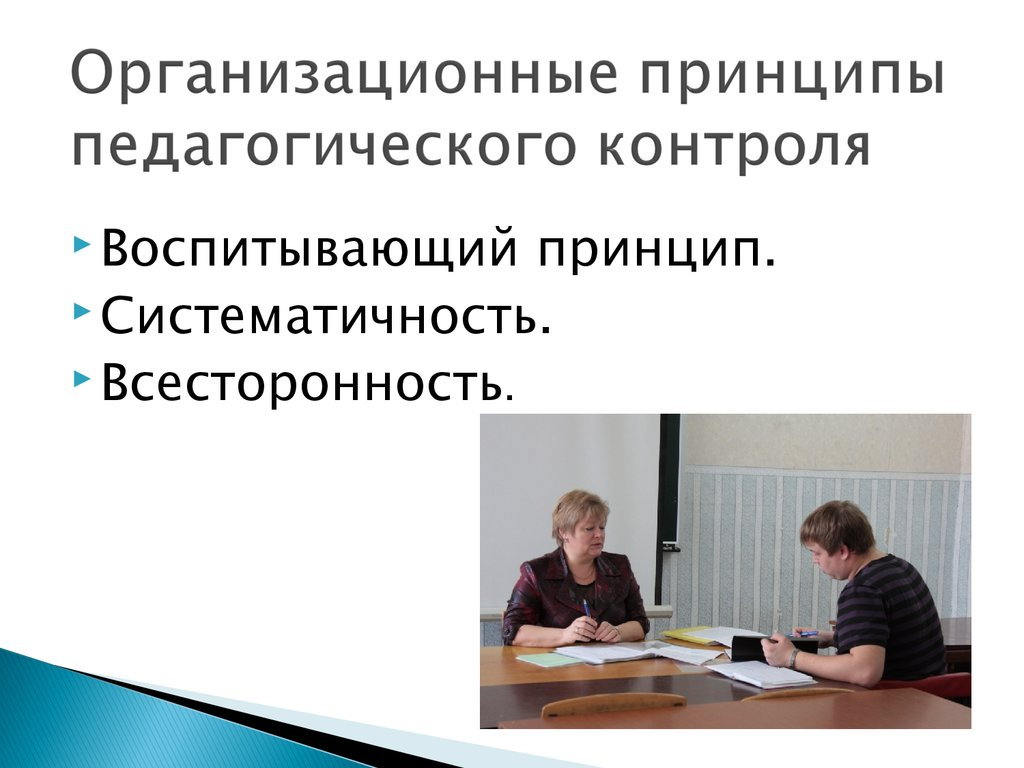 Организационные принципы
педагогического контроля
Воспитывающий принцип.
Систематичность.
Всесторонность.